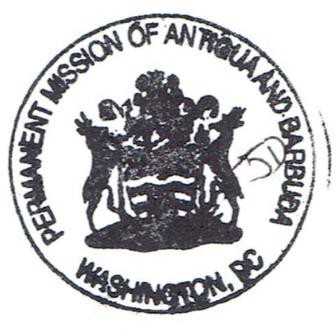 PERMANENT MISSION OF ANTIGUA AND BARBUDA
WASHINGTON, DC